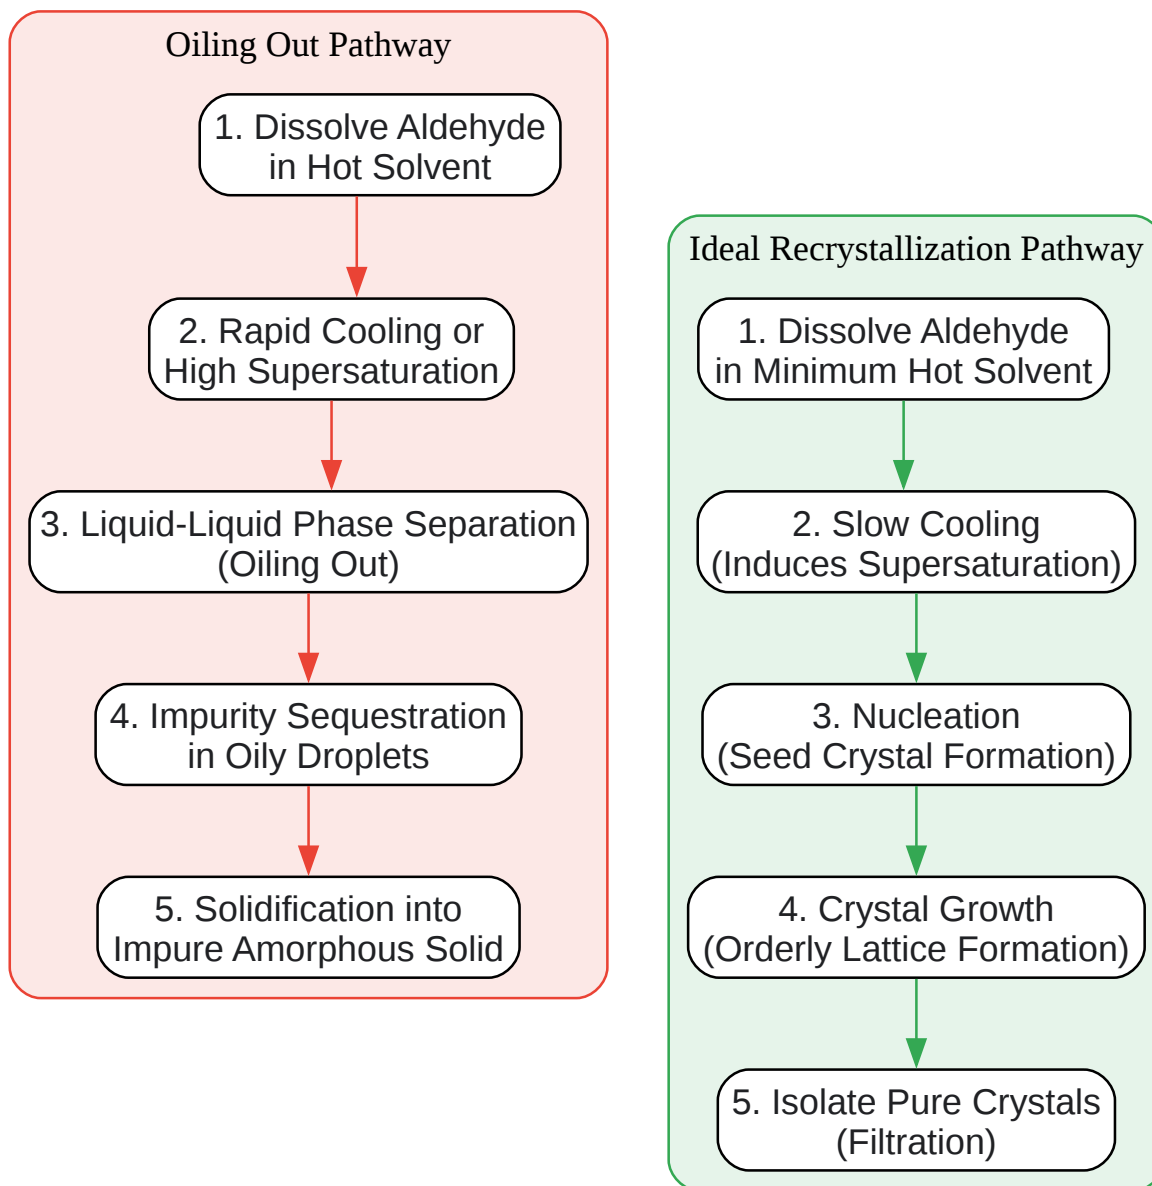 Oiling Out Pathway
1. Dissolve Aldehyde
in Hot Solvent
2. Rapid Cooling or
High Supersaturation
3. Liquid-Liquid Phase Separation
(Oiling Out)
4. Impurity Sequestration
in Oily Droplets
5. Solidification into
Impure Amorphous Solid
Ideal Recrystallization Pathway
1. Dissolve Aldehyde
in Minimum Hot Solvent
2. Slow Cooling
(Induces Supersaturation)
3. Nucleation
(Seed Crystal Formation)
4. Crystal Growth
(Orderly Lattice Formation)
5. Isolate Pure Crystals
(Filtration)